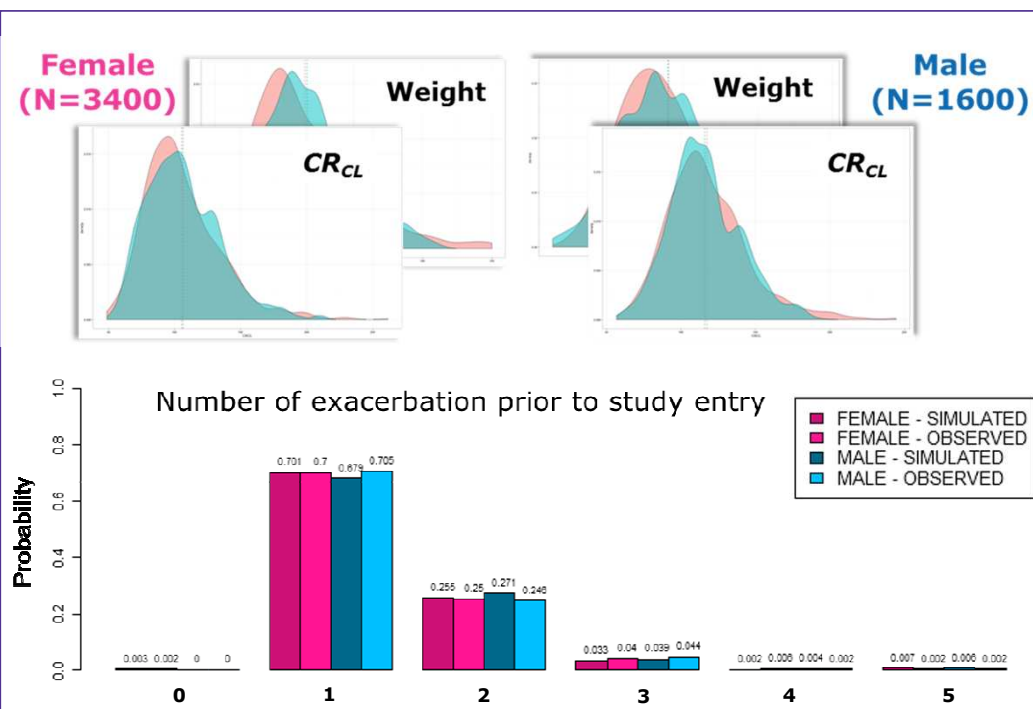 Female
(N=3400)
Weight
CRCL
Weight
CRCL
Male
(N=1600)
Number of exacerbation prior to study entry
FEMALE - SIMULATED
FEMALE - OBSERVED
MALE - SIMULATED
MALE - OBSERVED
Probability
1.0
0.8
0.6
0.4
0.2
0.0
0.003 0.002 0 0
0.701 0.7 0.679 0.705
0.255 0.25 0.271 0.246
0.033 0.04 0.039 0.044
0.002 0.006 0.004 0.002
0.007 0.002 0.006 0.002
0 1 2 3 4 5